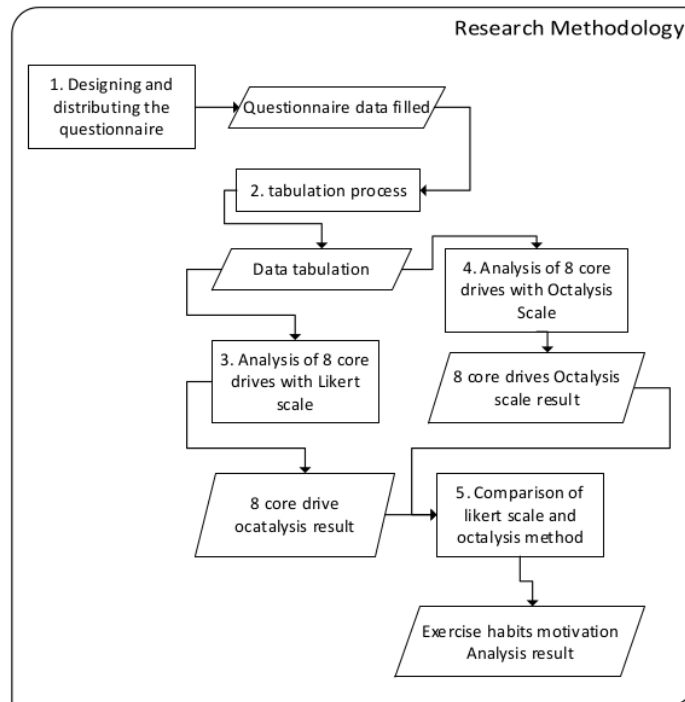 Research Methodology
1. Designing and
distributing the
questionnaire
Questionnaire data filled
2. tabulation process
Data tabulation
4. Analysis of 8 core
drives with Octalysis
Scale
3. Analysis of 8 core
drives with Likert
scale
8 core drives Octalysis
scale result
8 core drive
ocatalysis result
5. Comparison of
likert scale and
octalysis method
Exercise habits motivation
Analysis result